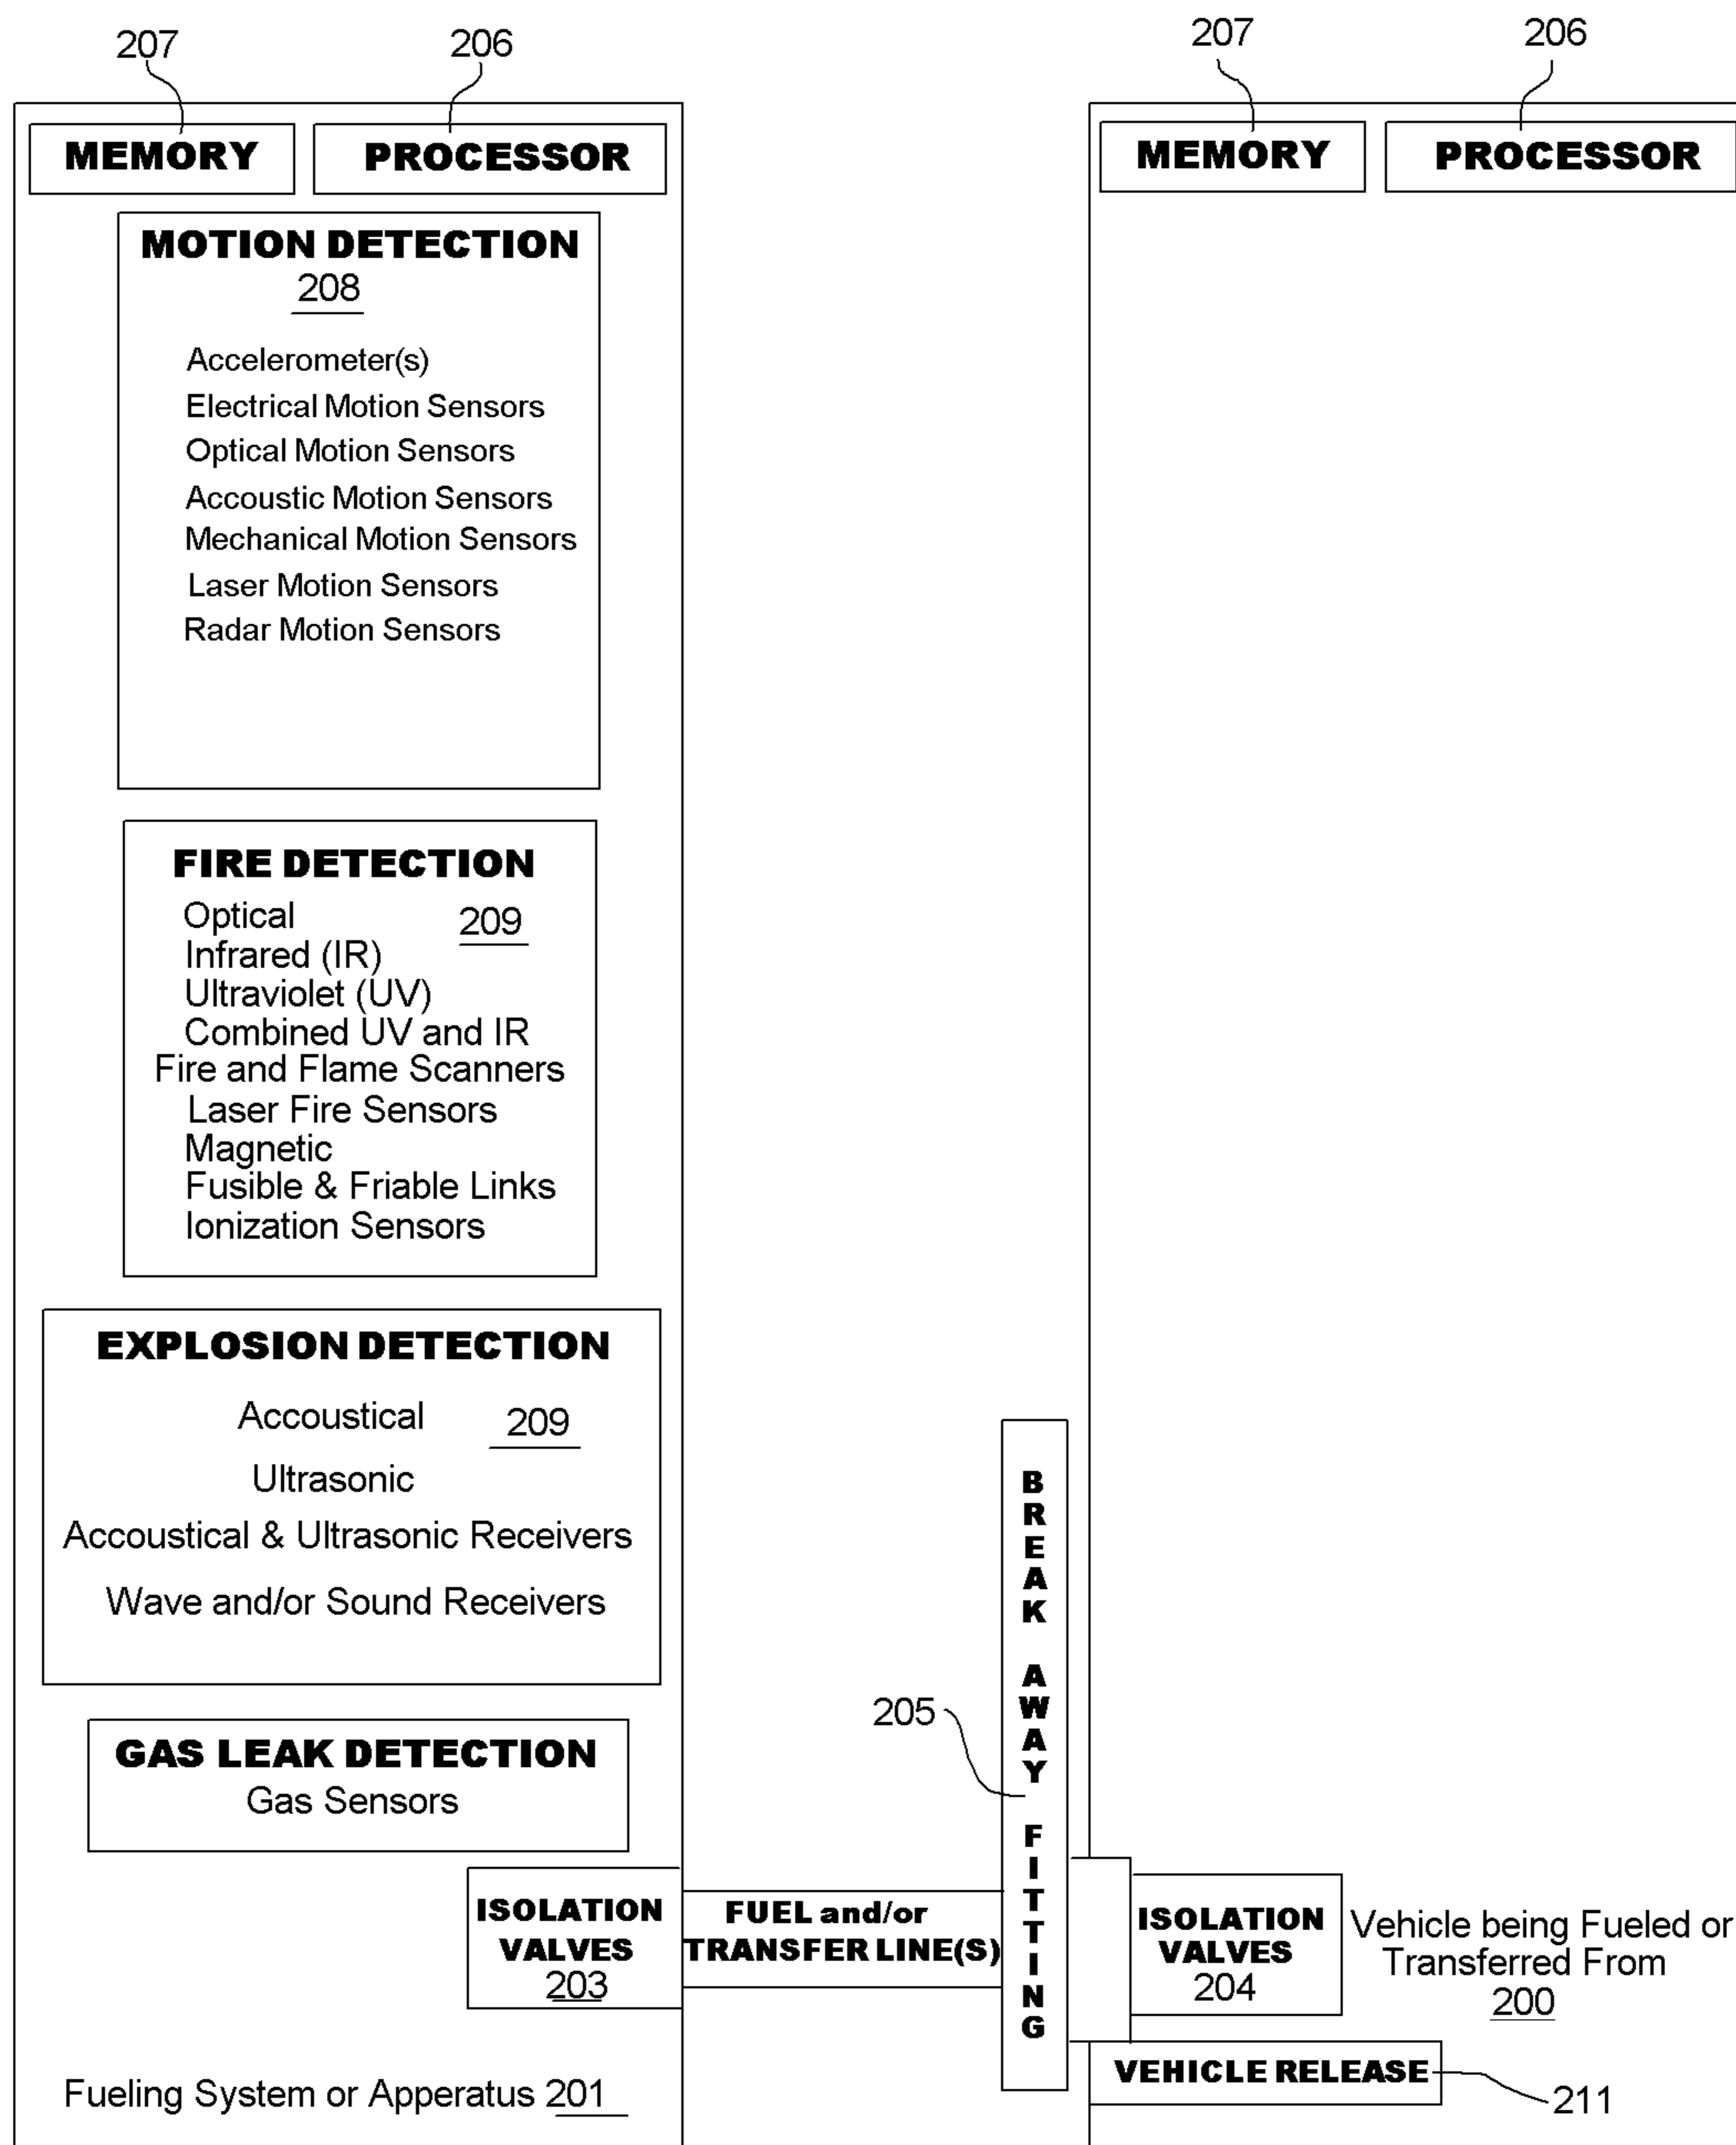 207
206
MEMORY
PROCESSOR
MOTION DETECTION
208
Accelerometer(s)
Electrical Motion Sensors
Optical Motion Sensors
Accoustic Motion Sensors
Mechanical Motion Sensors
Laser Motion Sensors
Radar Motion Sensors
FIRE DETECTION
Optical
209
Infrared (IR)
Ultraviolet (UV)
Combined UV and IR
Fire and Flame Scanners
Laser Fire Sensors
Magnetic
Fusible & Friable Links
Ionization Sensors
EXPLOSION DETECTION
Accoustical
209
Ultrasonic
Accoustical & Ultrasonic Receivers
Wave and/or Sound Receivers
GAS LEAK DETECTION
Gas Sensors
ISOLATION
VALVES
203
Fueling System or Apperatus 201
FUEL and/or
TRANSFER LINE(S)
205
BREAK AWAY FITTING
207
206
MEMORY
PROCESSOR
ISOLATION
VALVES
204
Vehicle being Fueled or
Transferred From
200
VEHICLE RELEASE
211